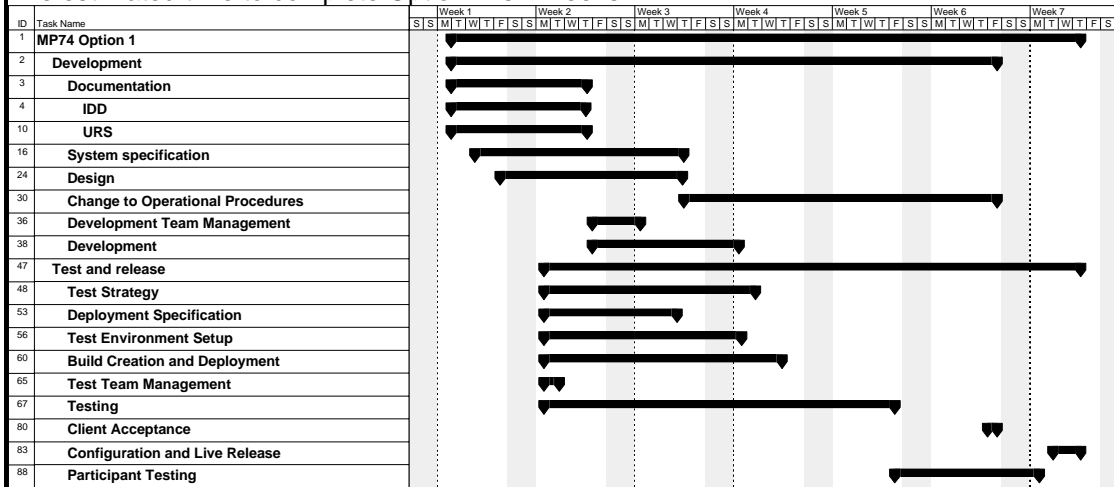 Week 1 Week 2 Week 3 Week 4 Week 5 Week 6 Week 7
ID Task Name S S M T W T F S S M T W T F S S M T W T F S S M T W T F S S M T W T F S S M T W T F S S M T W T F S
1 MP74 Option 1
2 Development
3 Documentation
4 IDD
10 URS
16 System specification
24 Design
30 Change to Operational Procedures
36 Development Team Management
38 Development
47 Test and release
48 Test Strategy
53 Deployment Specification
56 Test Environment Setup
60 Build Creation and Deployment
65 Test Team Management
67 Testing
80 Client Acceptance
83 Configuration and Live Release
88 Participant Testing